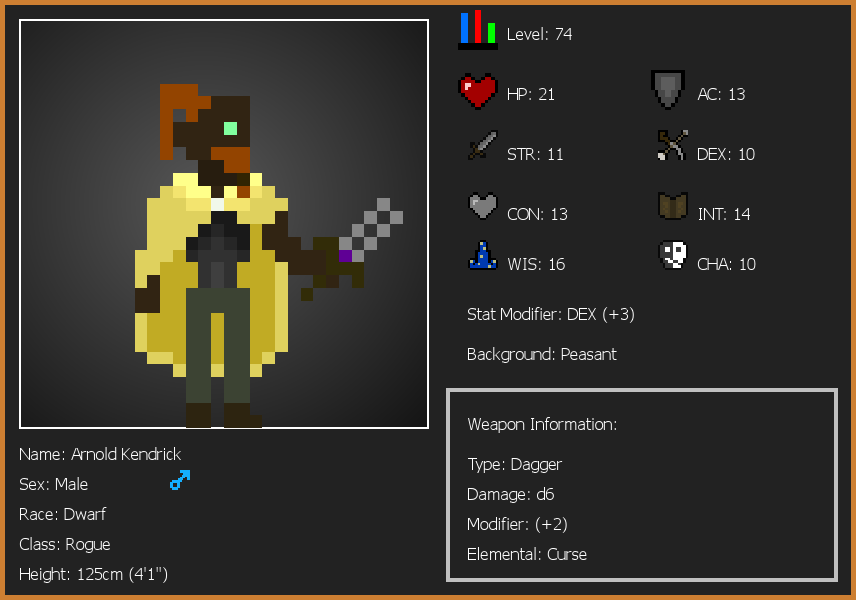 Level: 74
HP: 21
AC: 13
STR: 11
DEX: 10
CON: 13
INT: 14
WIS: 16
CHA: 10
Stat Modifier: DEX (+3)
Background: Peasant
Weapon Information:
Type: Dagger
Damage: d6
Modifier: (+2)
Elemental: Curse
Name: Arnold Kendrick
Sex: Male
Race: Dwarf
Class: Rogue
Height: 125cm (4'1")